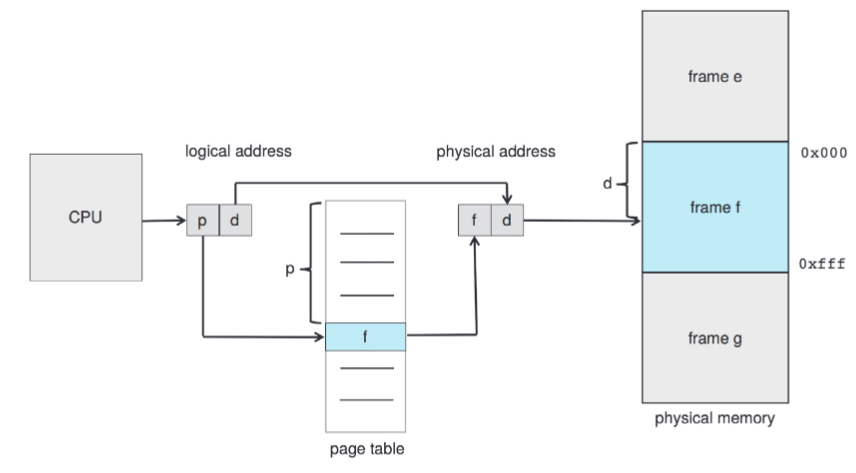 frame e
logical address
physical address
0x000
d
CPU
p d
f d
frame f
p
0xfff
f
frame g
physical memory
page table